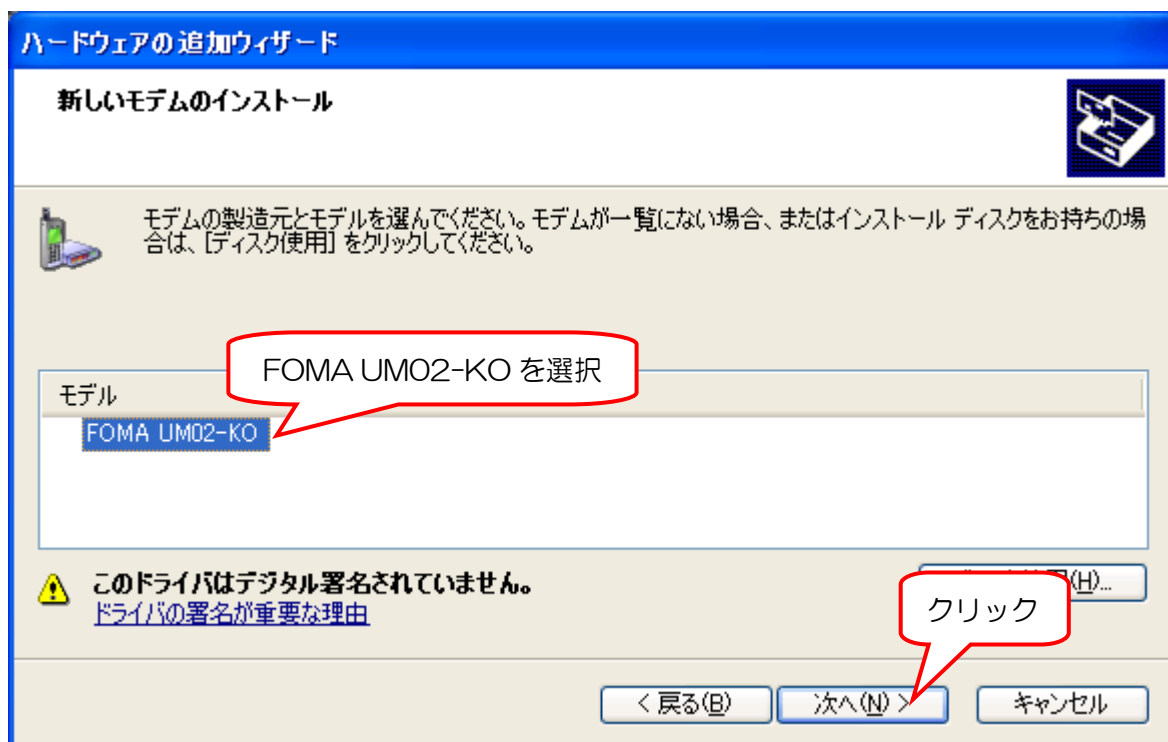 ハードウェアの追加ウィザード
新しいモデムのインストール
モデムの製造元とモデルを選んでください。モデムが一覧にない場合、またはインストール ディスクをお持ちの場
合は、[ディスク使用] をクリックしてください。
FOMA UM02-KO を選択
モデル
FOMA UM02-KO
このドライバはデジタル署名されていません。
ドライバの署名が重要な理由
(H)...
クリック
< 戻る(B)
次へ(N) >
キャンセル